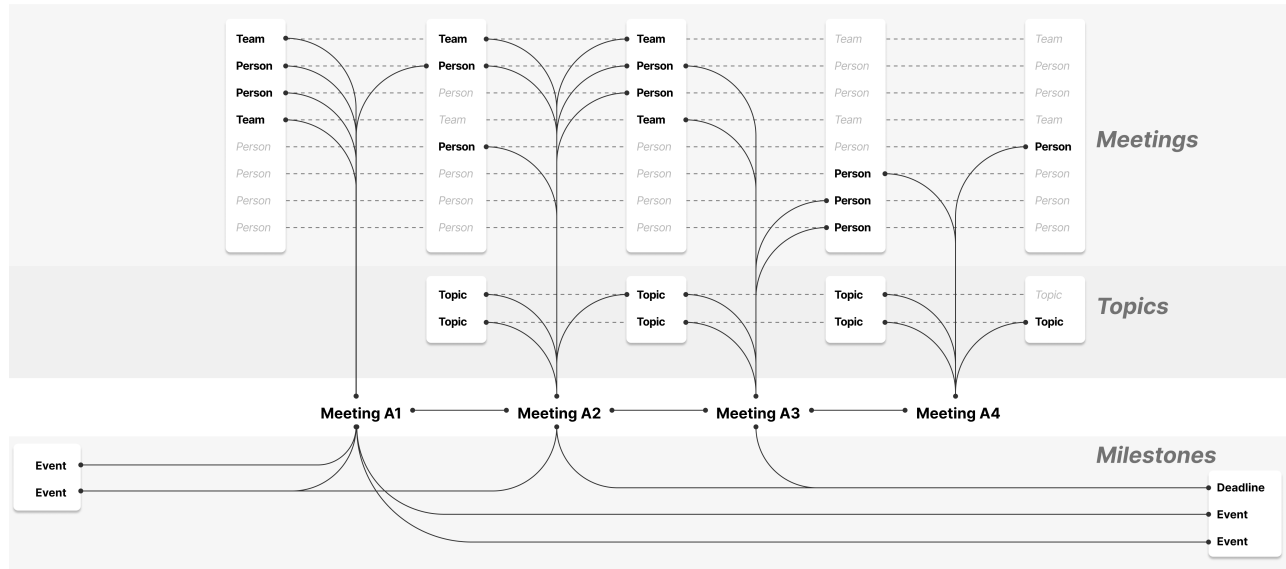 Team Team Team Team Team
Person Person Person Person Person
Person Person Person Person Person
Team Team Team Team Team
Person Person Person Person Person
Person Person Person Person Person
Person Person Person Person Person
Person Person Person Person Person
Meetings
Topic Topic Topic Topic
Topic Topic Topic Topic
Topics
Meeting A1 Meeting A2 Meeting A3 Meeting A4
Milestones
Event
Event
Deadline
Event
Event